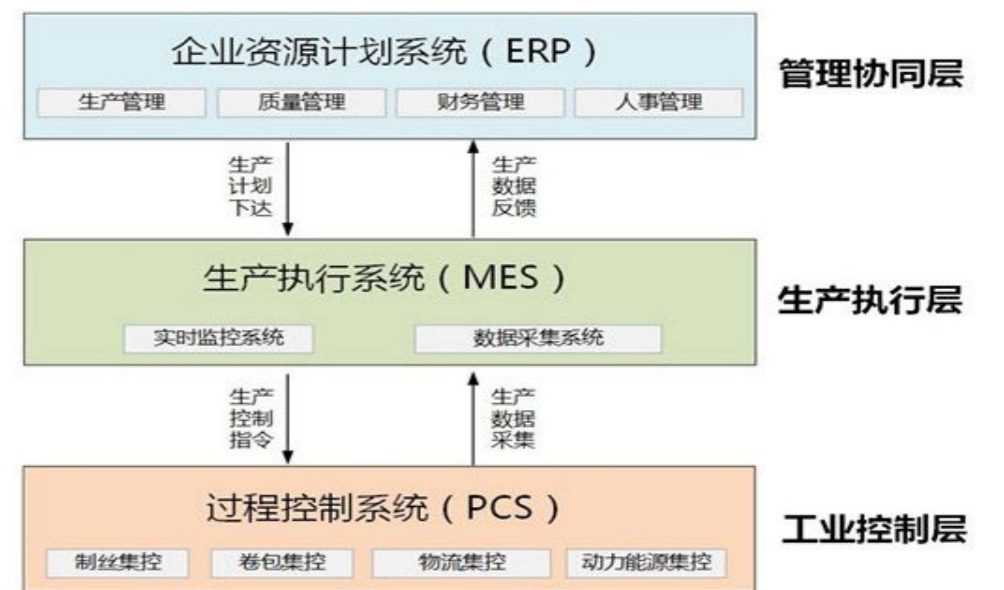 企业资源计划系统（ERP）
管理协同层
生产管理 质量管理 财务管理 人事管理
生产
计划
下达
生产
数据
反馈
生产执行系统（MES）
生产执行层
实时监控系统 数据采集系统
生产
控制
指令
生产
数据
采集
过程控制系统（PCS）
工业控制层
制丝集控 卷包集控 物流集控 动力能源集控